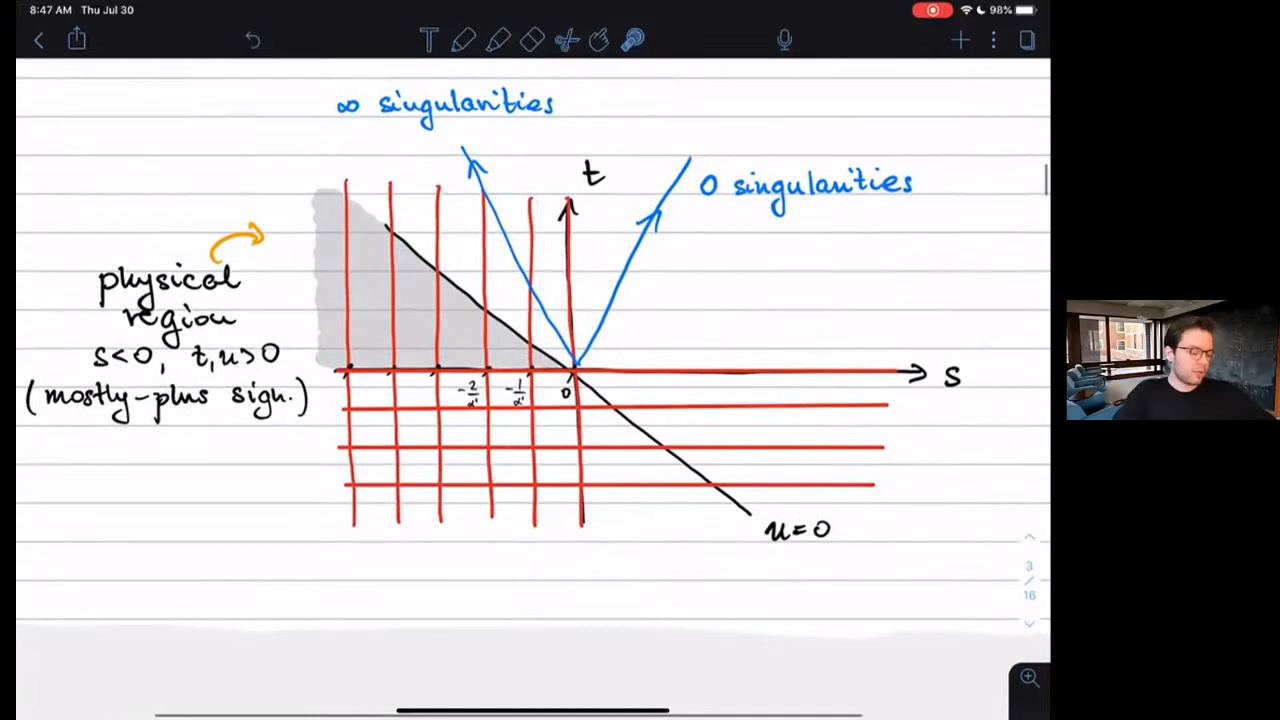 8:47 AM Thu Jul 30
98%
∞ singularities
t
0 singularities
physical
region
s<0, t,u>0
(mostly-plus sign.)
-2/α'
-1/α'
0
s
u=0
3
/
16